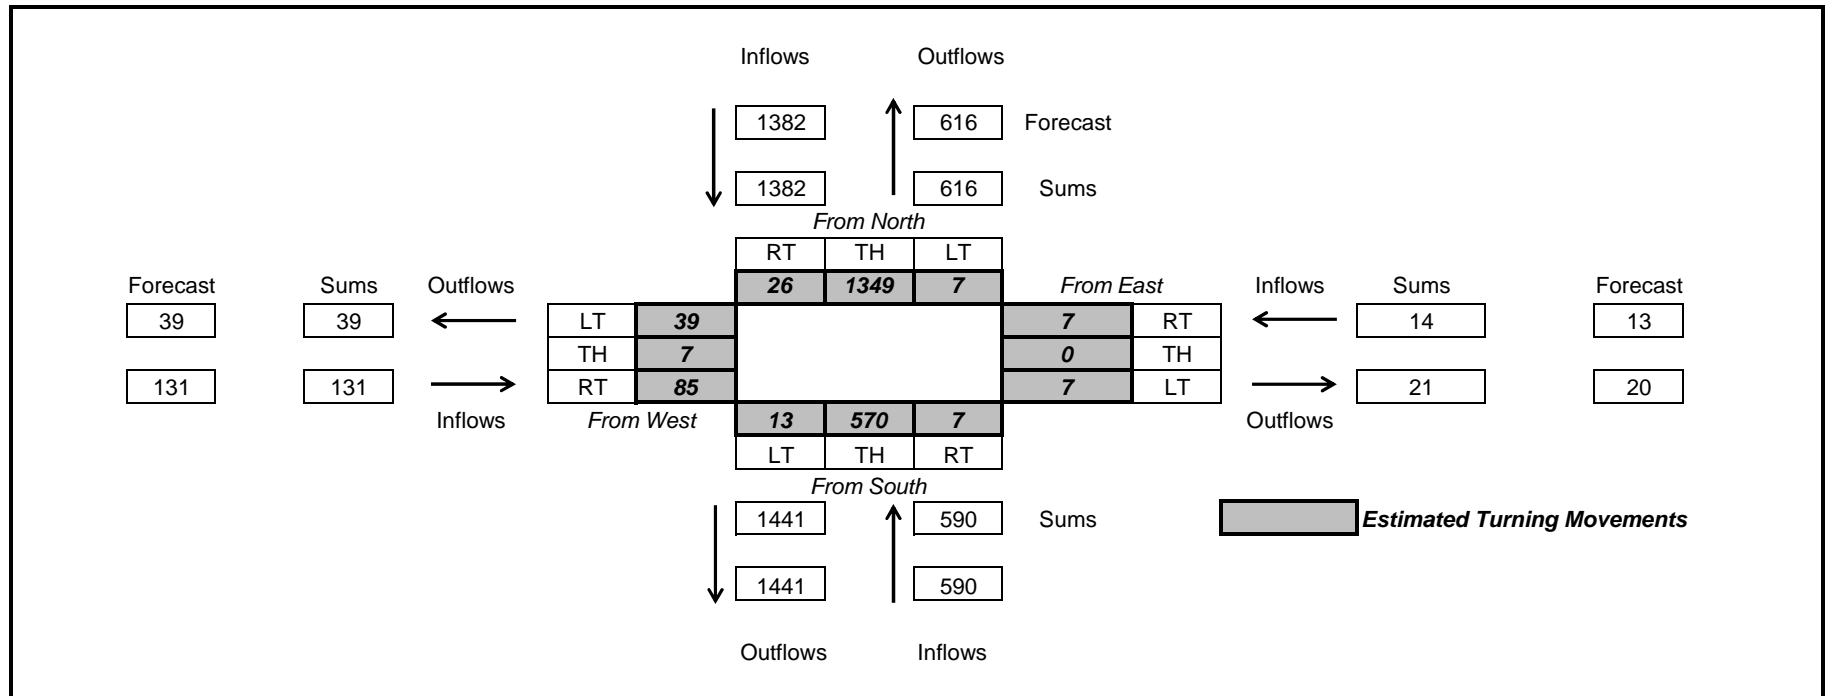 Inflows Outflows
1382 616 Forecast
1382 616 Sums
From North
RT TH LT
Forecast Sums Outflows 26 1349 7 From East Inflows Sums Forecast
39 39 LT 39 7 RT 14 13
TH 7 0 TH
131 131 RT 85 7 LT 21 20
Inflows From West 13 570 7 Outflows
LT TH RT
From South
1441 590 Sums Estimated Turning Movements
1441 590
Outflows Inflows